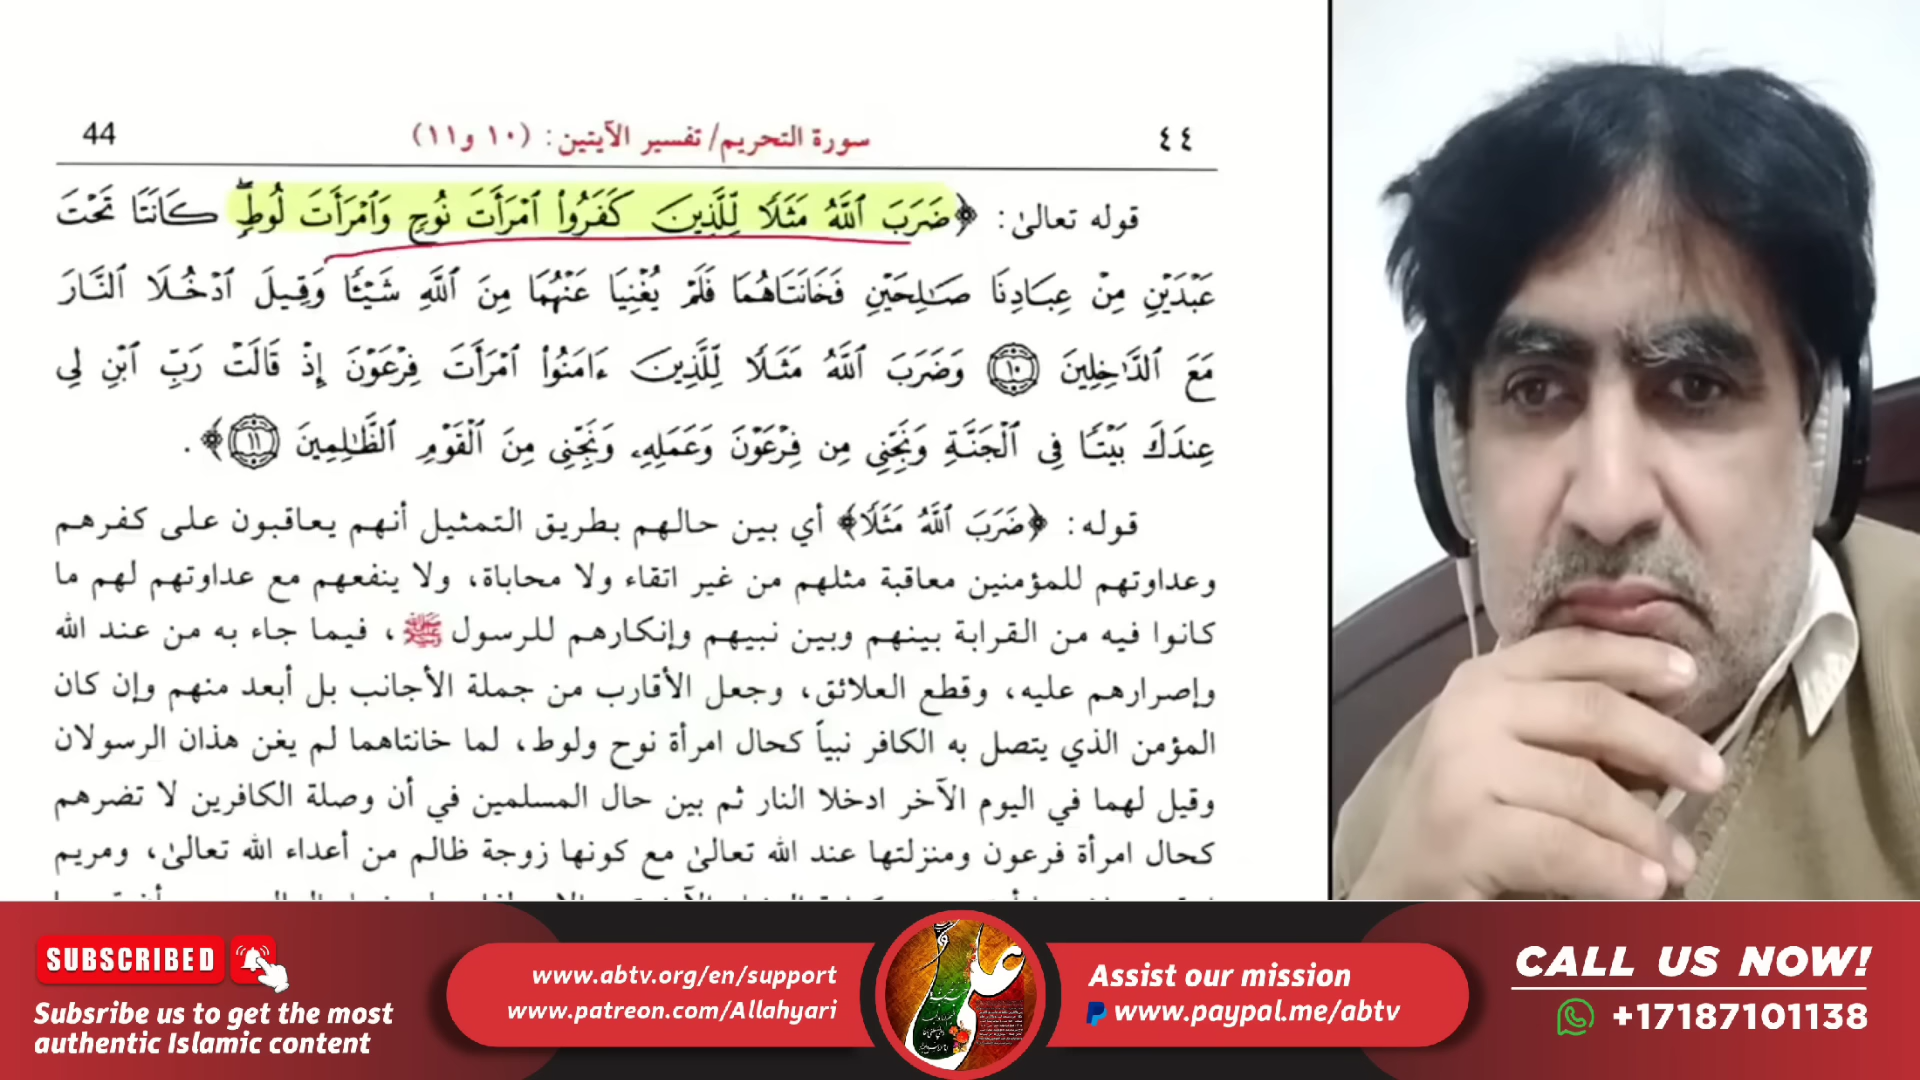 ٤٤ سورة التحريم/ تفسير الآيتين: (١٠ و١١) 44
قوله تعالىٰ: ﴿ضَرَبَ ٱللَّهُ مَثَلًا لِّلَّذِينَ كَفَرُوا۟ ٱمْرَأَتَ نُوحٍ وَٱمْرَأَتَ لُوطٍ ۖ كَانَتَا تَحْتَ
عَبْدَيْنِ مِنْ عِبَادِنَا صَـٰلِحَيْنِ فَخَانَتَاهُمَا فَلَمْ يُغْنِيَا عَنْهُمَا مِنَ ٱللَّهِ شَيْـًٔا وَقِيلَ ٱدْخُلَا ٱلنَّارَ
مَعَ ٱلدَّٰخِلِينَ ١٠ وَضَرَبَ ٱللَّهُ مَثَلًا لِّلَّذِينَ ءَامَنُوا۟ ٱمْرَأَتَ فِرْعَوْنَ إِذْ قَالَتْ رَبِّ ٱبْنِ لِى
عِندَكَ بَيْتًا فِى ٱلْجَنَّةِ وَنَجِّنِى مِن فِرْعَوْنَ وَعَمَلِهِۦ وَنَجِّنِى مِنَ ٱلْقَوْمِ ٱلظَّـٰلِمِينَ ١١﴾.
قوله: ﴿ضَرَبَ ٱللَّهُ مَثَلًا﴾ أي بين حالهم بطريق التمثيل أنهم يعاقبون على كفرهم
وعداوتهم للمؤمنين معاقبة مثلهم من غير اتقاء ولا محاباة، ولا ينفعهم مع عداوتهم لهم ما
كانوا فيه من القرابة بينهم وبين نبيهم وإنكارهم للرسول ﷺ، فيما جاء به من عند الله
وإصرارهم عليه، وقطع العلائق، وجعل الأقارب من جملة الأجانب بل أبعد منهم وإن كان
المؤمن الذي يتصل به الكافر نبياً كحال امرأة نوح ولوط، لما خانتاهما لم يغن هذان الرسولان
وقيل لهما في اليوم الآخر ادخلا النار ثم بين حال المسلمين في أن وصلة الكافرين لا تضرهم
كحال امرأة فرعون ومنزلتها عند الله تعالىٰ مع كونها زوجة ظالم من أعداء الله تعالىٰ، ومريم
SUBSCRIBED
Subsribe us to get the most
authentic Islamic content
www.abtv.org/en/support
www.patreon.com/Allahyari
Assist our mission
www.paypal.me/abtv
CALL US NOW!
+17187101138